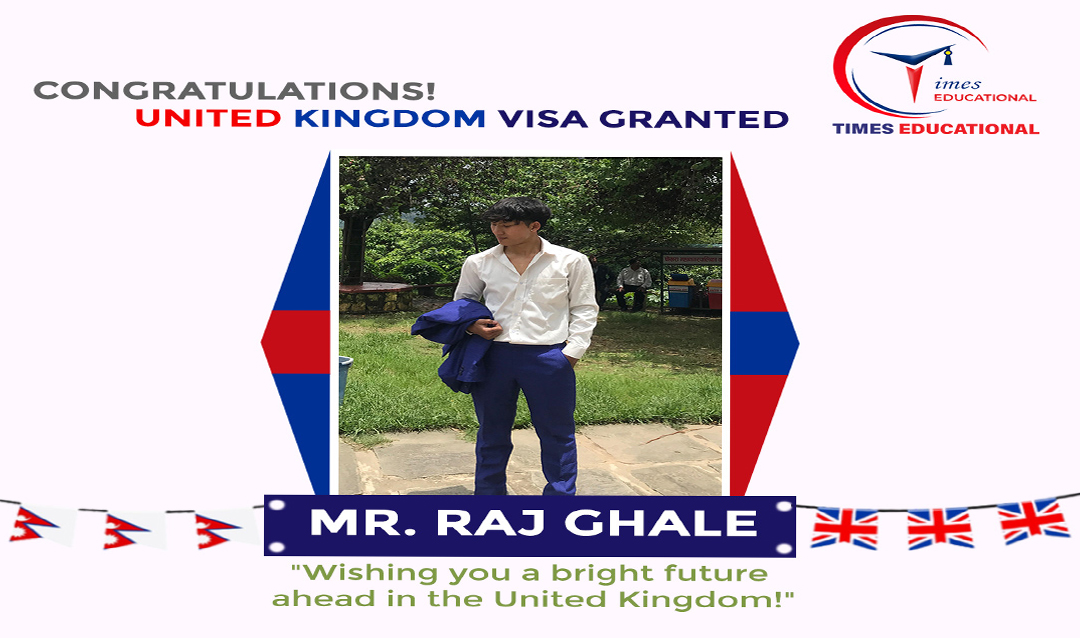 CONGRATULATIONS!
UNITED KINGDOM VISA GRANTED
imes
EDUCATIONAL
TIMES EDUCATIONAL
MR. RAJ GHALE
"Wishing you a bright future
ahead in the United Kingdom!"